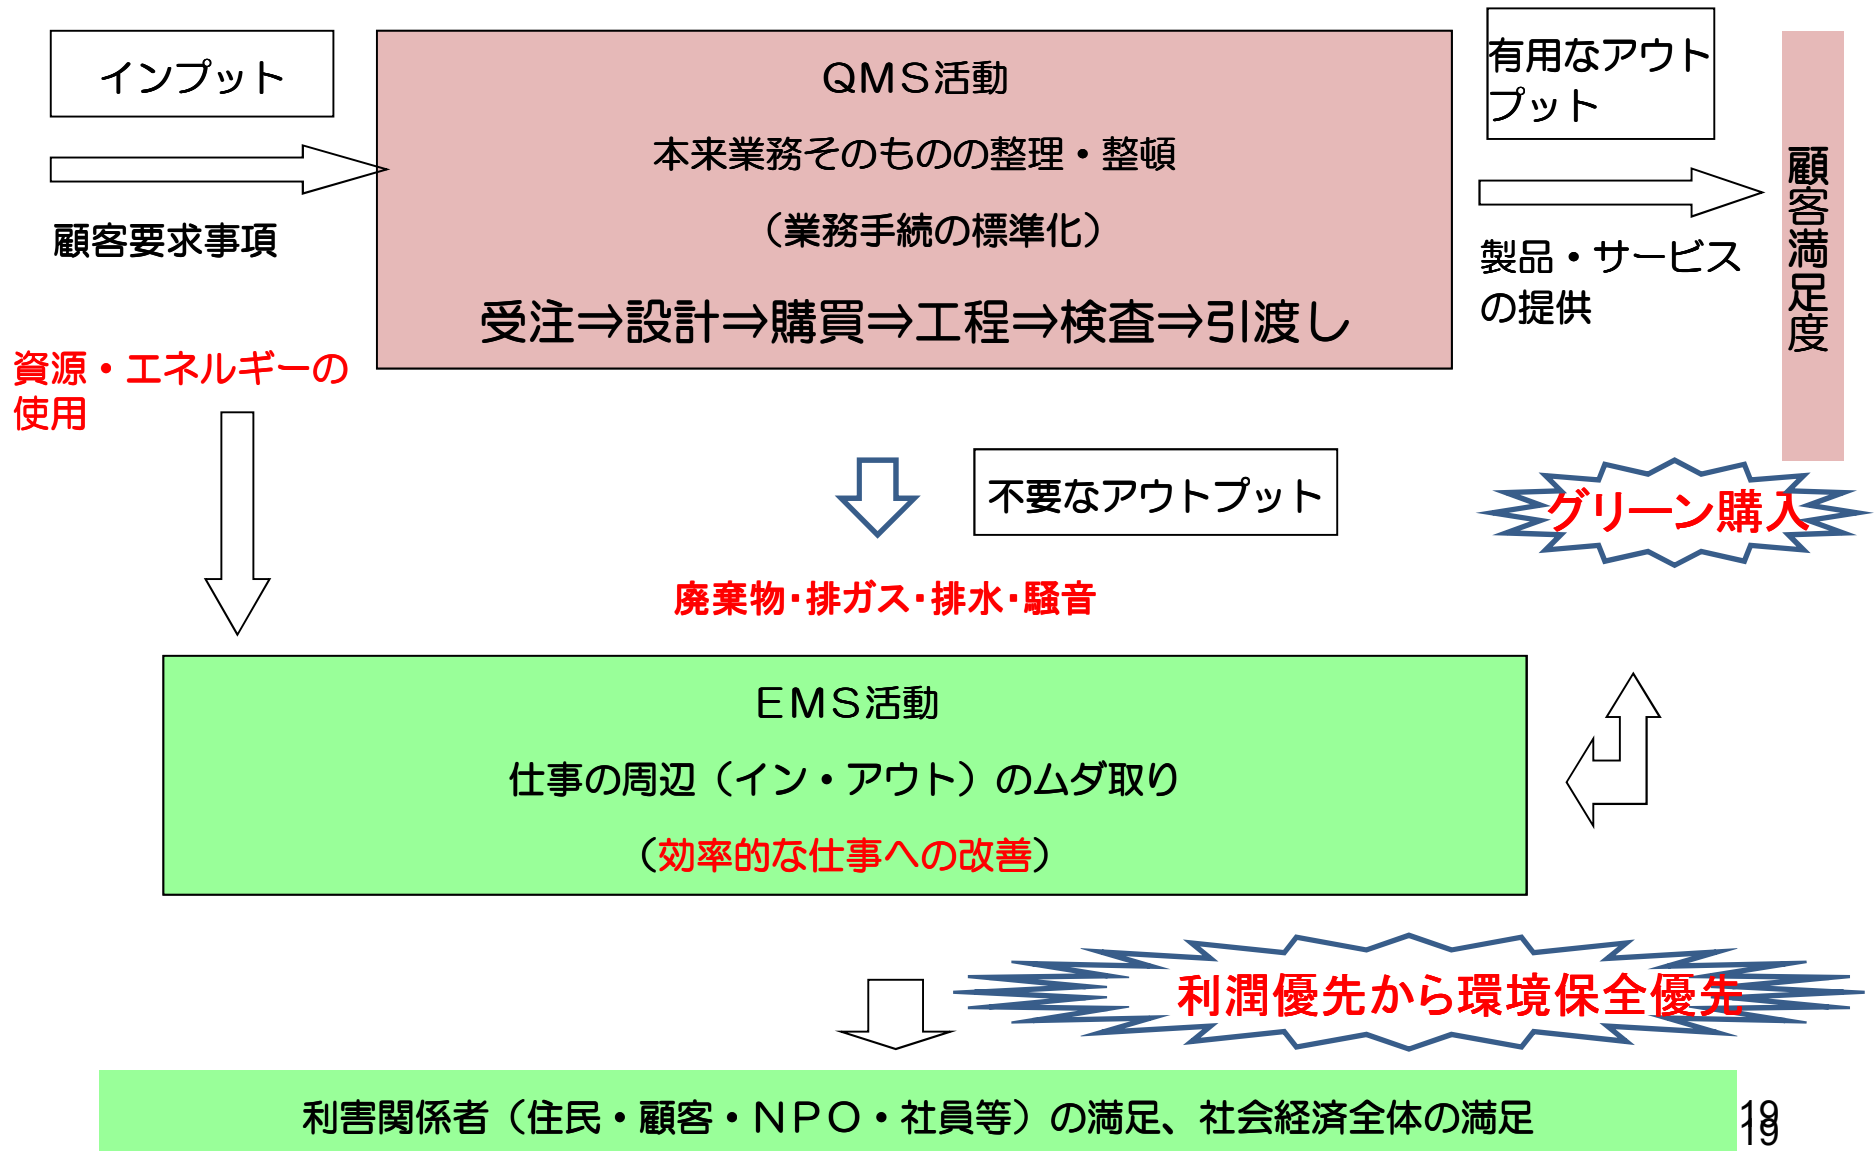 インプット
ＱＭＳ活動
本来業務そのものの整理・整頓
（業務手続の標準化）
受注⇒設計⇒購買⇒工程⇒検査⇒引渡し
有用なアウト
プット
顧客満足度
顧客要求事項
製品・サービス
の提供
資源・エネルギーの
使用
不要なアウトプット
グリーン購入
廃棄物・排ガス・排水・騒音
ＥＭＳ活動
仕事の周辺（イン・アウト）のムダ取り
（効率的な仕事への改善）
利潤優先から環境保全優先
利害関係者（住民・顧客・ＮＰＯ・社員等）の満足、社会経済全体の満足
19
19